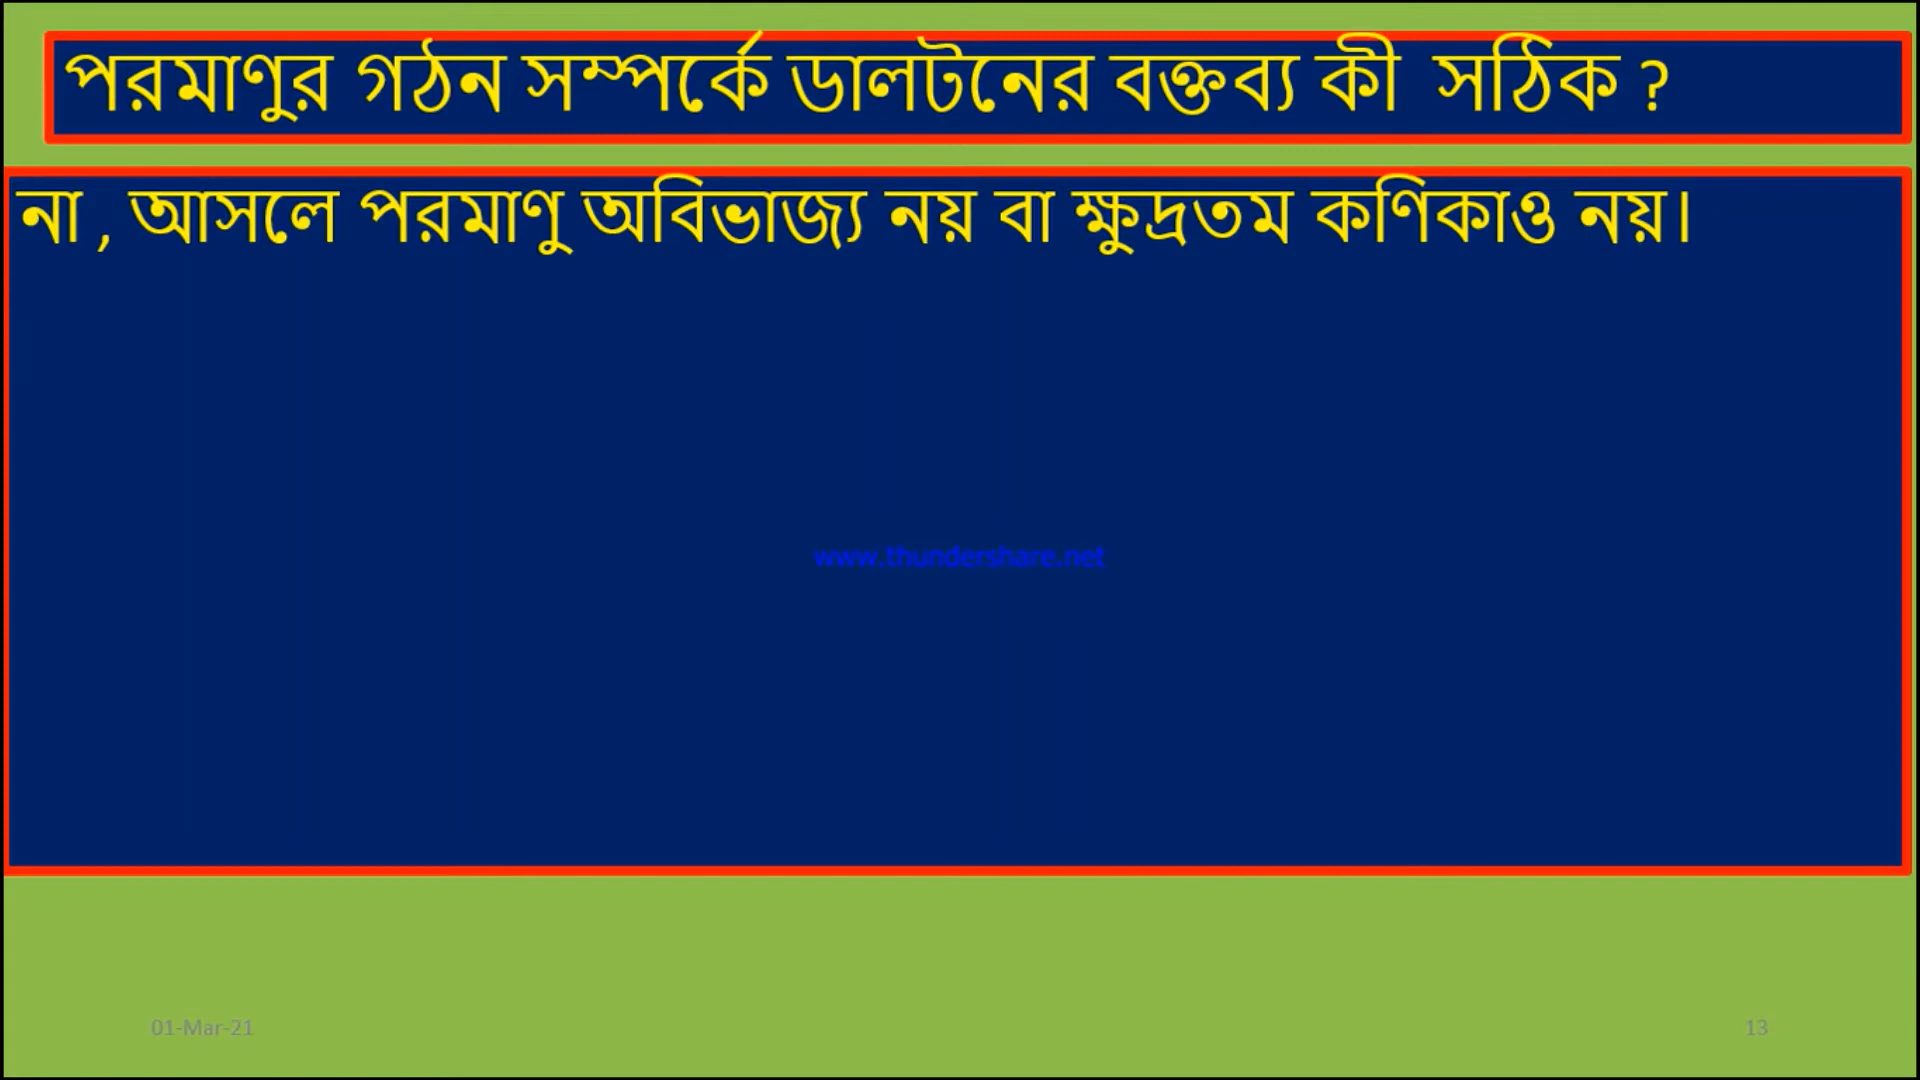 পরমাণুর গঠন সম্পর্কে ডালটনের বক্তব্য কী সঠিক ?
না , আসলে পরমাণু অবিভাজ্য নয় বা ক্ষুদ্রতম কণিকাও নয়।
www.thundershare.net
01-Mar-21
13